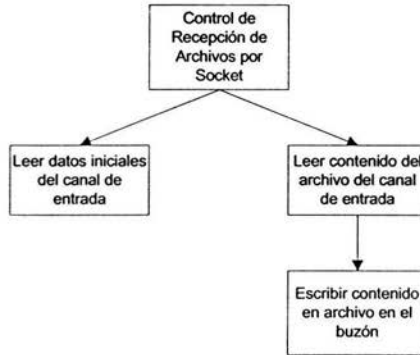 Control de
Recepción de
Archivos por
Socket
Leer datos iniciales
del canal de
entrada
Leer contenido del
archivo del canal
de entrada
Escribir contenido
en archivo en el
buzón